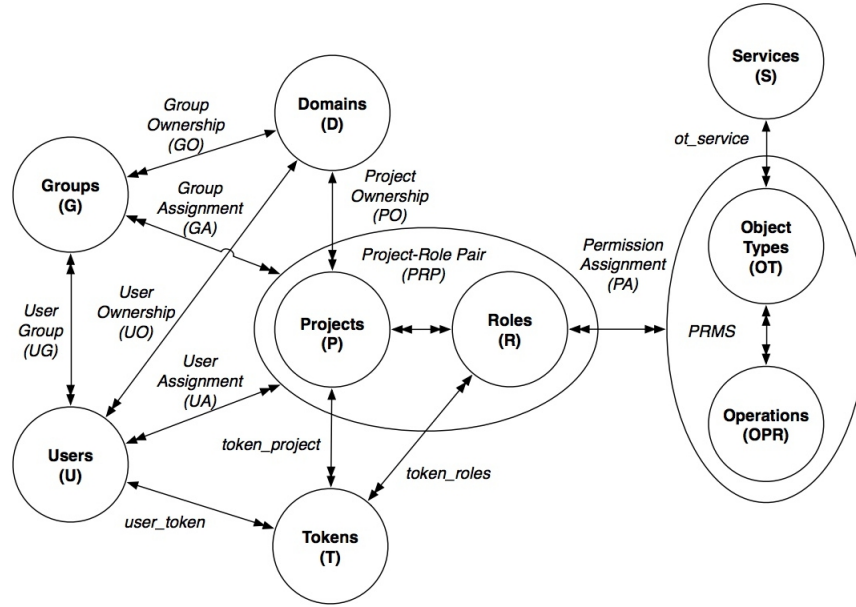 Services
(S)
Domains
(D)
Group
Ownership
(GO)
ot_service
Groups
(G)
Group
Assignment
(GA)
Project
Ownership
(PO)
Object
Types
(OT)
Project-Role Pair
(PRP)
Permission
Assignment
(PA)
User
Group
(UG)
User
Ownership
(UO)
Projects
(P)
Roles
(R)
PRMS
User
Assignment
(UA)
Operations
(OPR)
Users
(U)
token_project
token_roles
user_token
Tokens
(T)